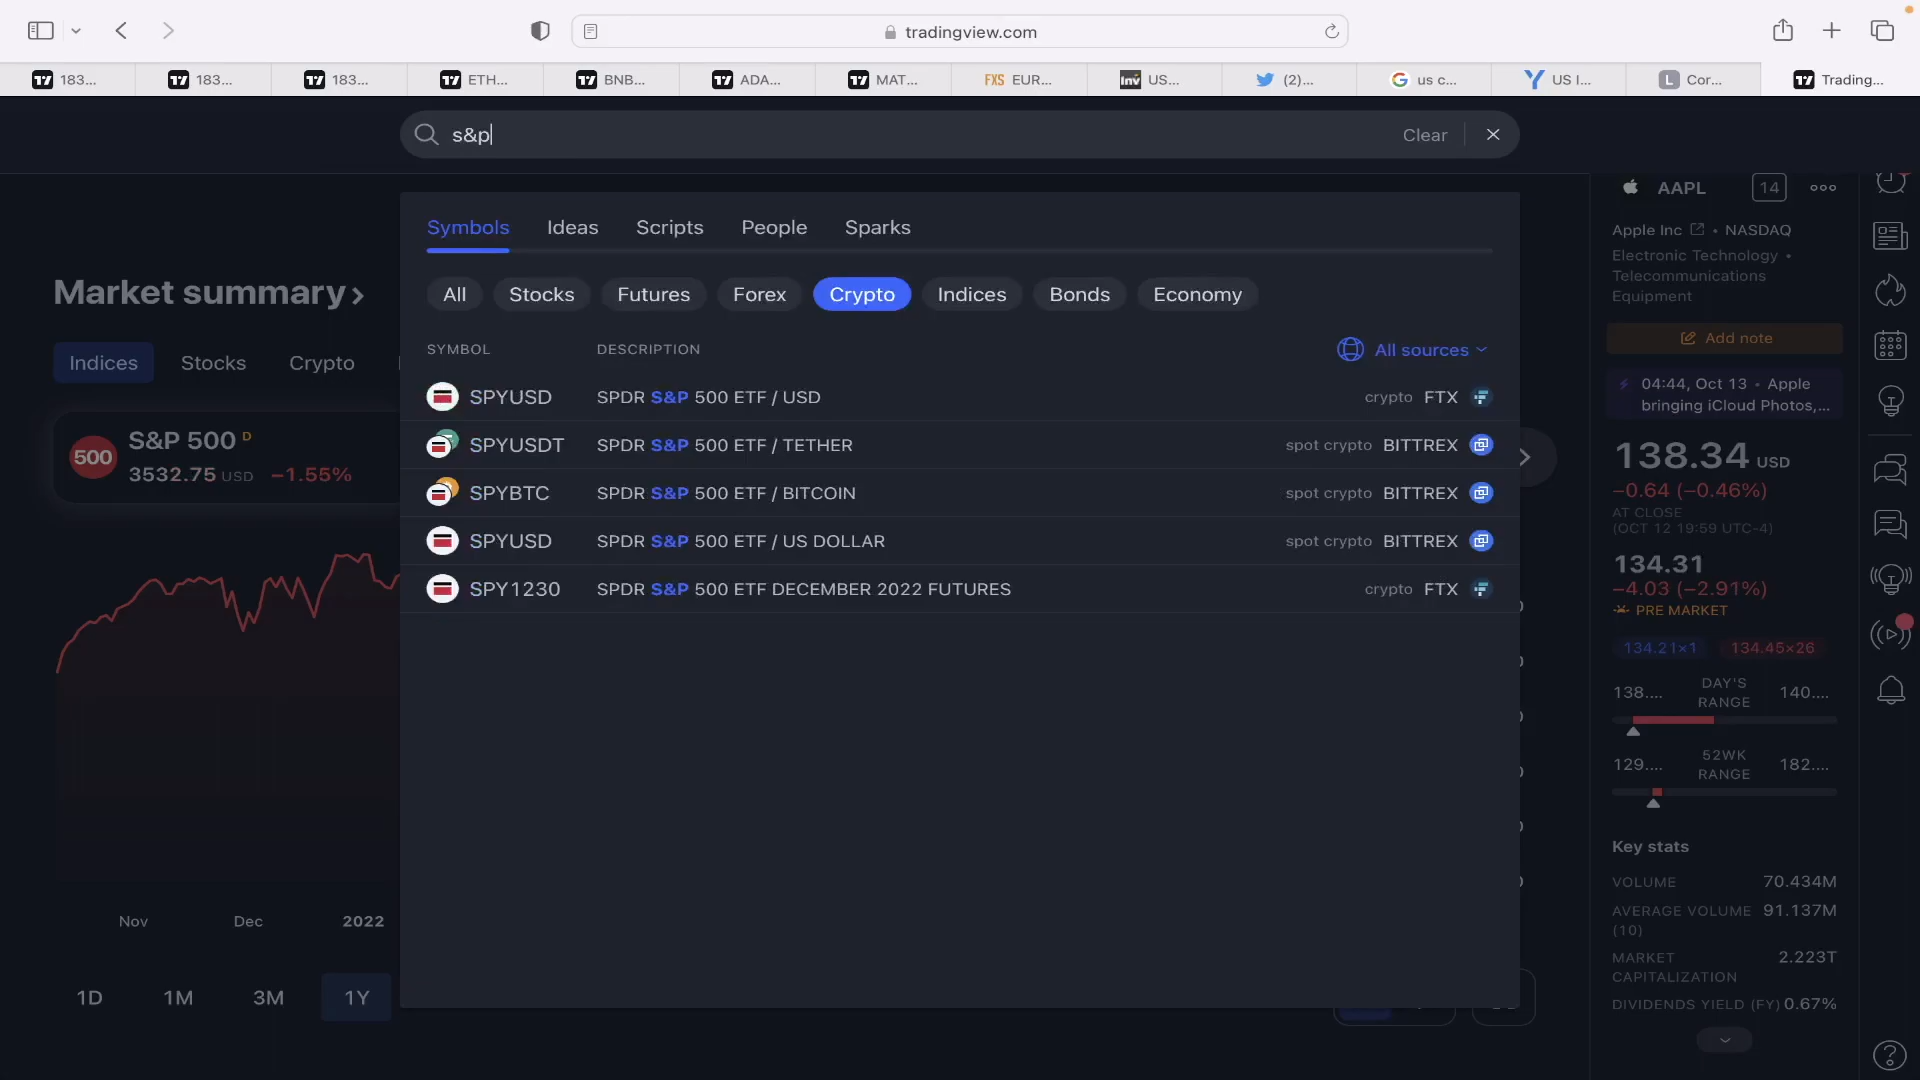 tradingview.com
183...
183...
183...
ETH...
BNB...
ADA...
MAT...
FXS EUR...
Inv US...
(2)...
us c...
US I...
L Cor...
Trading...
s&p
Clear
Symbols Ideas Scripts People Sparks
All Stocks Futures Forex Crypto Indices Bonds Economy
SYMBOL DESCRIPTION All sources
SPYUSD SPDR S&P 500 ETF / USD crypto FTX
SPYUSDT SPDR S&P 500 ETF / TETHER spot crypto BITTREX
SPYBTC SPDR S&P 500 ETF / BITCOIN spot crypto BITTREX
SPYUSD SPDR S&P 500 ETF / US DOLLAR spot crypto BITTREX
SPY1230 SPDR S&P 500 ETF DECEMBER 2022 FUTURES crypto FTX
Market summary
Indices Stocks Crypto
500
S&P 500 D
3532.75 USD −1.55%
Nov Dec 2022
1D 1M 3M 1Y
AAPL 14
Apple Inc • NASDAQ
Electronic Technology •
Telecommunications
Equipment
Add note
04:44, Oct 13 • Apple
bringing iCloud Photos,...
138.34 USD
−0.64 (−0.46%)
AT CLOSE
(OCT 12 19:59 UTC-4)
134.31
−4.03 (−2.91%)
PRE MARKET
134.21×1 134.45×26
138.... DAY'S RANGE 140....
129.... 52WK RANGE 182....
Key stats
VOLUME 70.434M
AVERAGE VOLUME 91.137M
(10)
MARKET 2.223T
CAPITALIZATION
DIVIDENDS YIELD (FY) 0.67%